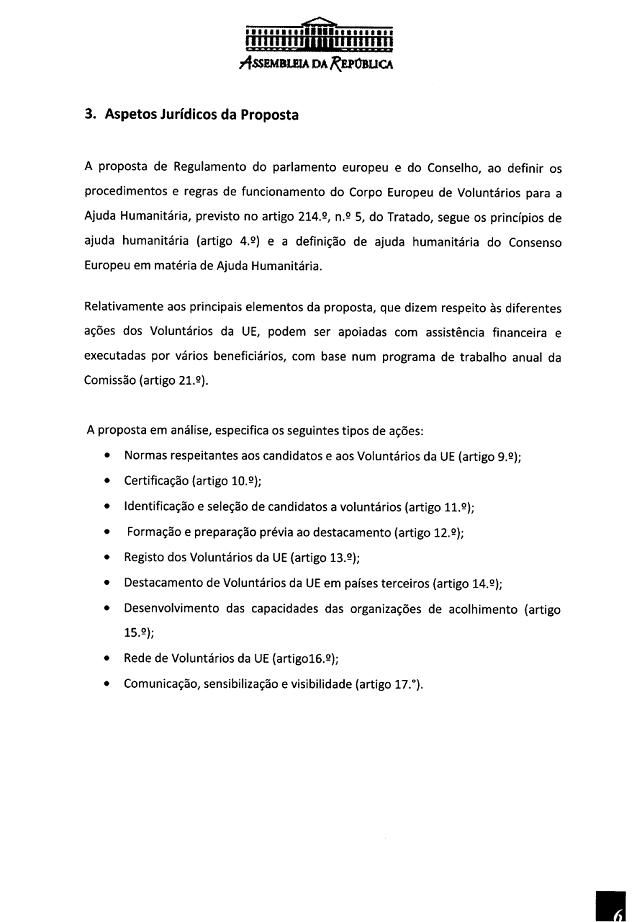 ASSEMBLEIA DA REPÚBLICA
3. Aspetos Jurídicos da Proposta
A proposta de Regulamento do parlamento europeu e do Conselho, ao definir os
procedimentos e regras de funcionamento do Corpo Europeu de Voluntários para a
Ajuda Humanitária, previsto no artigo 214.º, n.º 5, do Tratado, segue os princípios de
ajuda humanitária (artigo 4.º) e a definição de ajuda humanitária do Consenso
Europeu em matéria de Ajuda Humanitária.
Relativamente aos principais elementos da proposta, que dizem respeito às diferentes
ações dos Voluntários da UE, podem ser apoiadas com assistência financeira e
executadas por vários beneficiários, com base num programa de trabalho anual da
Comissão (artigo 21.º).
A proposta em análise, especifica os seguintes tipos de ações:
• Normas respeitantes aos candidatos e aos Voluntários da UE (artigo 9.º);
• Certificação (artigo 10.º);
• Identificação e seleção de candidatos a voluntários (artigo 11.º);
• Formação e preparação prévia ao destacamento (artigo 12.º);
• Registo dos Voluntários da UE (artigo 13.º);
• Destacamento de Voluntários da UE em países terceiros (artigo 14.º);
• Desenvolvimento das capacidades das organizações de acolhimento (artigo
15.º);
• Rede de Voluntários da UE (artigo16.º);
• Comunicação, sensibilização e visibilidade (artigo 17.°).
6